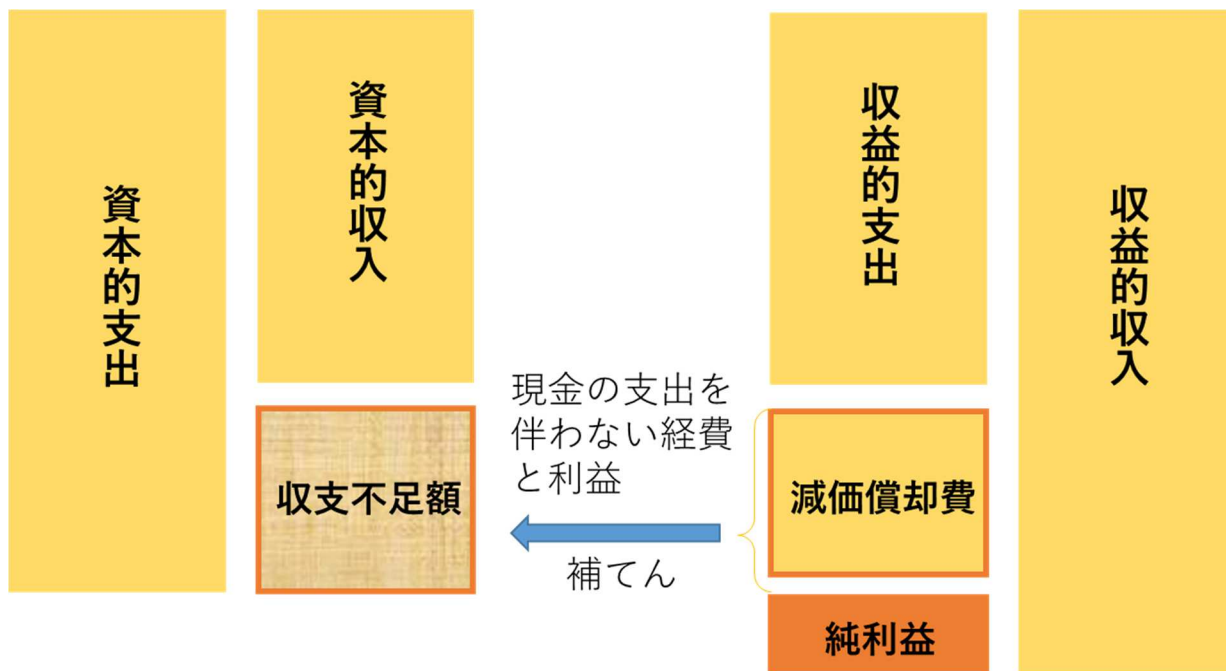 資本的支出
資本的収入
収支不足額
現金の支出を
伴わない経費
と利益
補てん
収益的支出
減価償却費
純利益
収益的収入